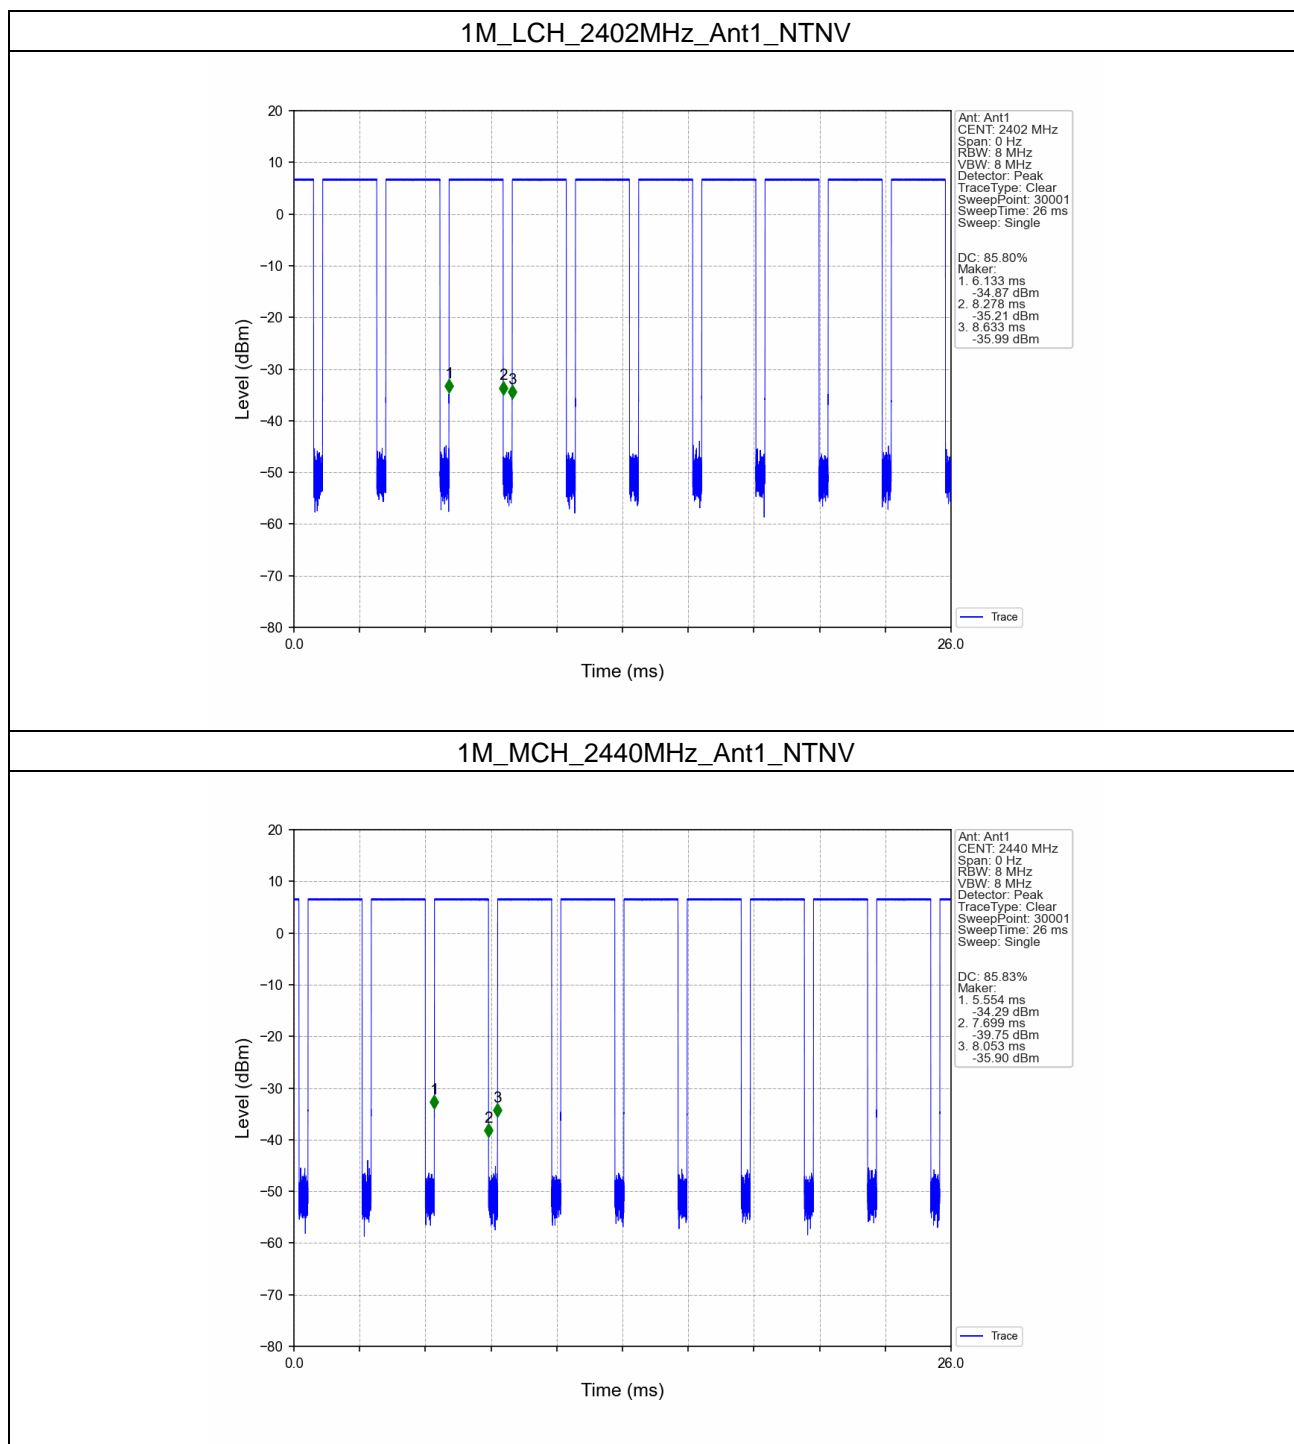 1M_LCH_2402MHz_Ant1_NTNV
20
10
0
−10
−20
−30
−40
−50
−60
−70
−80
Level (dBm)
0.0
26.0
Time (ms)
1
2
3
Ant: Ant1
CENT: 2402 MHz
Span: 0 Hz
RBW: 8 MHz
VBW: 8 MHz
Detector: Peak
TraceType: Clear
SweepPoint: 30001
SweepTime: 26 ms
Sweep: Single
DC: 85.80%
Maker:
1. 6.133 ms
-34.87 dBm
2. 8.278 ms
-35.21 dBm
3. 8.633 ms
-35.99 dBm
Trace
1M_MCH_2440MHz_Ant1_NTNV
20
10
0
−10
−20
−30
−40
−50
−60
−70
−80
Level (dBm)
0.0
26.0
Time (ms)
1
2
3
Ant: Ant1
CENT: 2440 MHz
Span: 0 Hz
RBW: 8 MHz
VBW: 8 MHz
Detector: Peak
TraceType: Clear
SweepPoint: 30001
SweepTime: 26 ms
Sweep: Single
DC: 85.83%
Maker:
1. 5.554 ms
-34.29 dBm
2. 7.699 ms
-39.75 dBm
3. 8.053 ms
-35.90 dBm
Trace